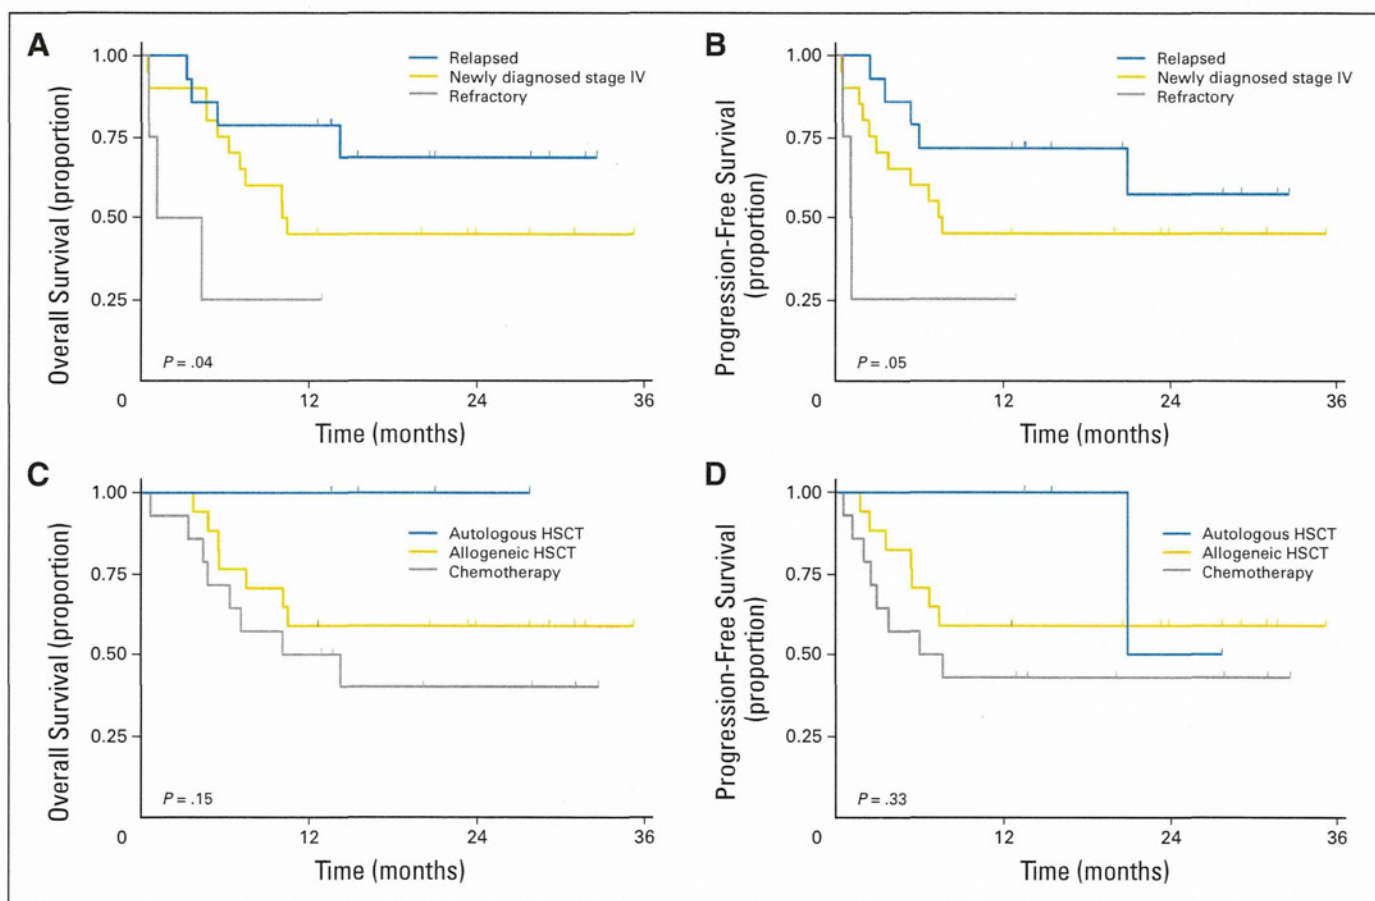 A
Overall Survival (proportion)
1.00
0.75
0.50
0.25
0
12
24
36
Time (months)
Relapsed
Newly diagnosed stage IV
Refractory
P = .04
B
Progression-Free Survival
(proportion)
1.00
0.75
0.50
0.25
0
12
24
36
Time (months)
Relapsed
Newly diagnosed stage IV
Refractory
P = .05
C
Overall Survival (proportion)
1.00
0.75
0.50
0.25
0
12
24
36
Time (months)
Autologous HSCT
Allogeneic HSCT
Chemotherapy
P = .15
D
Progression-Free Survival
(proportion)
1.00
0.75
0.50
0.25
0
12
24
36
Time (months)
Autologous HSCT
Allogeneic HSCT
Chemotherapy
P = .33